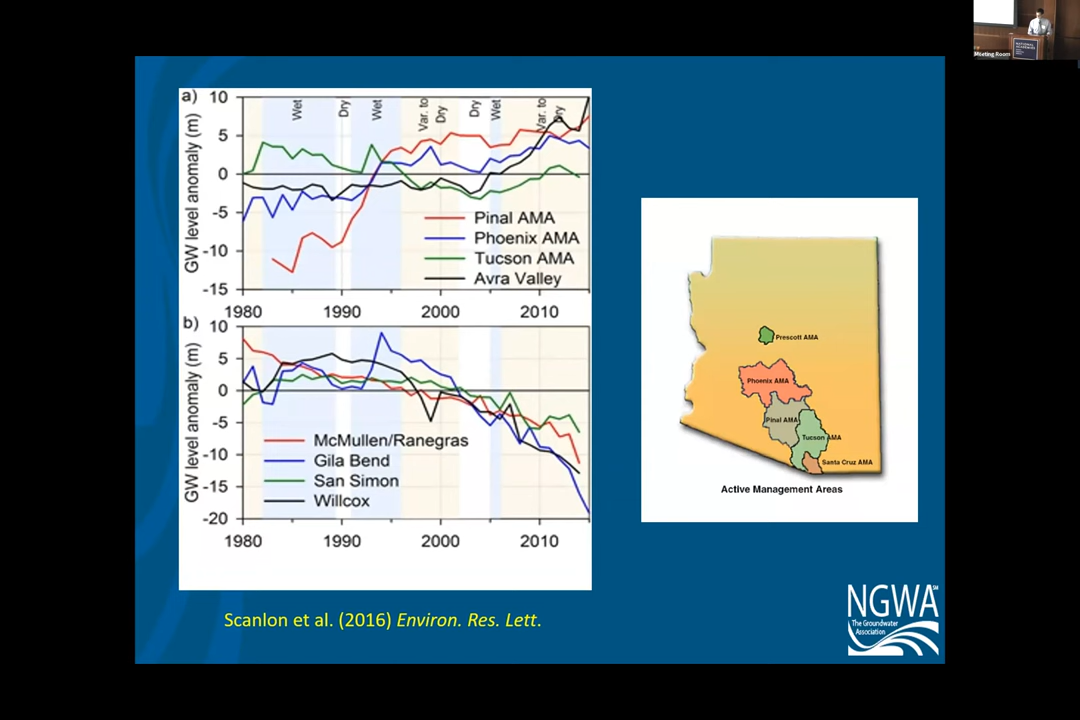 a)
GW level anomaly (m)
10
5
0
-5
-10
-15
Wet
Dry
Wet
Var. to
Dry
Dry
Wet
Var. to
Dry
Pinal AMA
Phoenix AMA
Tucson AMA
Avra Valley
1980
1990
2000
2010
b)
GW level anomaly (m)
10
5
0
-5
-10
-15
-20
McMullen/Ranegras
Gila Bend
San Simon
Willcox
1980
1990
2000
2010
Scanlon et al. (2016) Environ. Res. Lett.
Prescott AMA
Phoenix AMA
Pinal AMA
Tucson AMA
Santa Cruz AMA
Active Management Areas
NGWA
The Groundwater
Association
Meeting Room